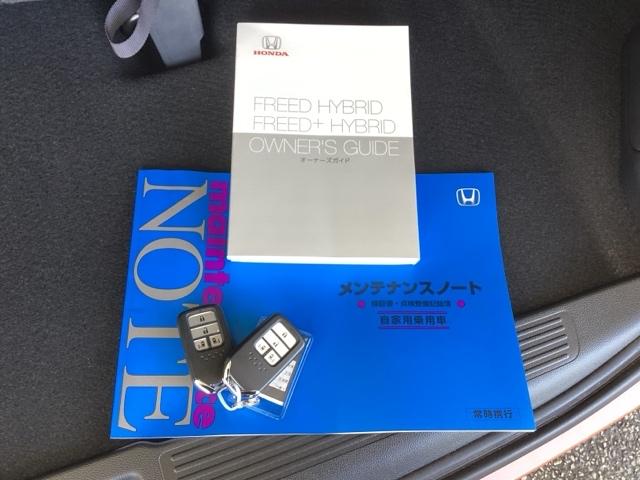 HONDA
FREED HYBRID
FREED+ HYBRID
OWNER'S GUIDE
オーナーズガイド
maintenance
NOTE
メンテナンスノート
保証書・点検整備記録簿
自家用乗用車
常時携行